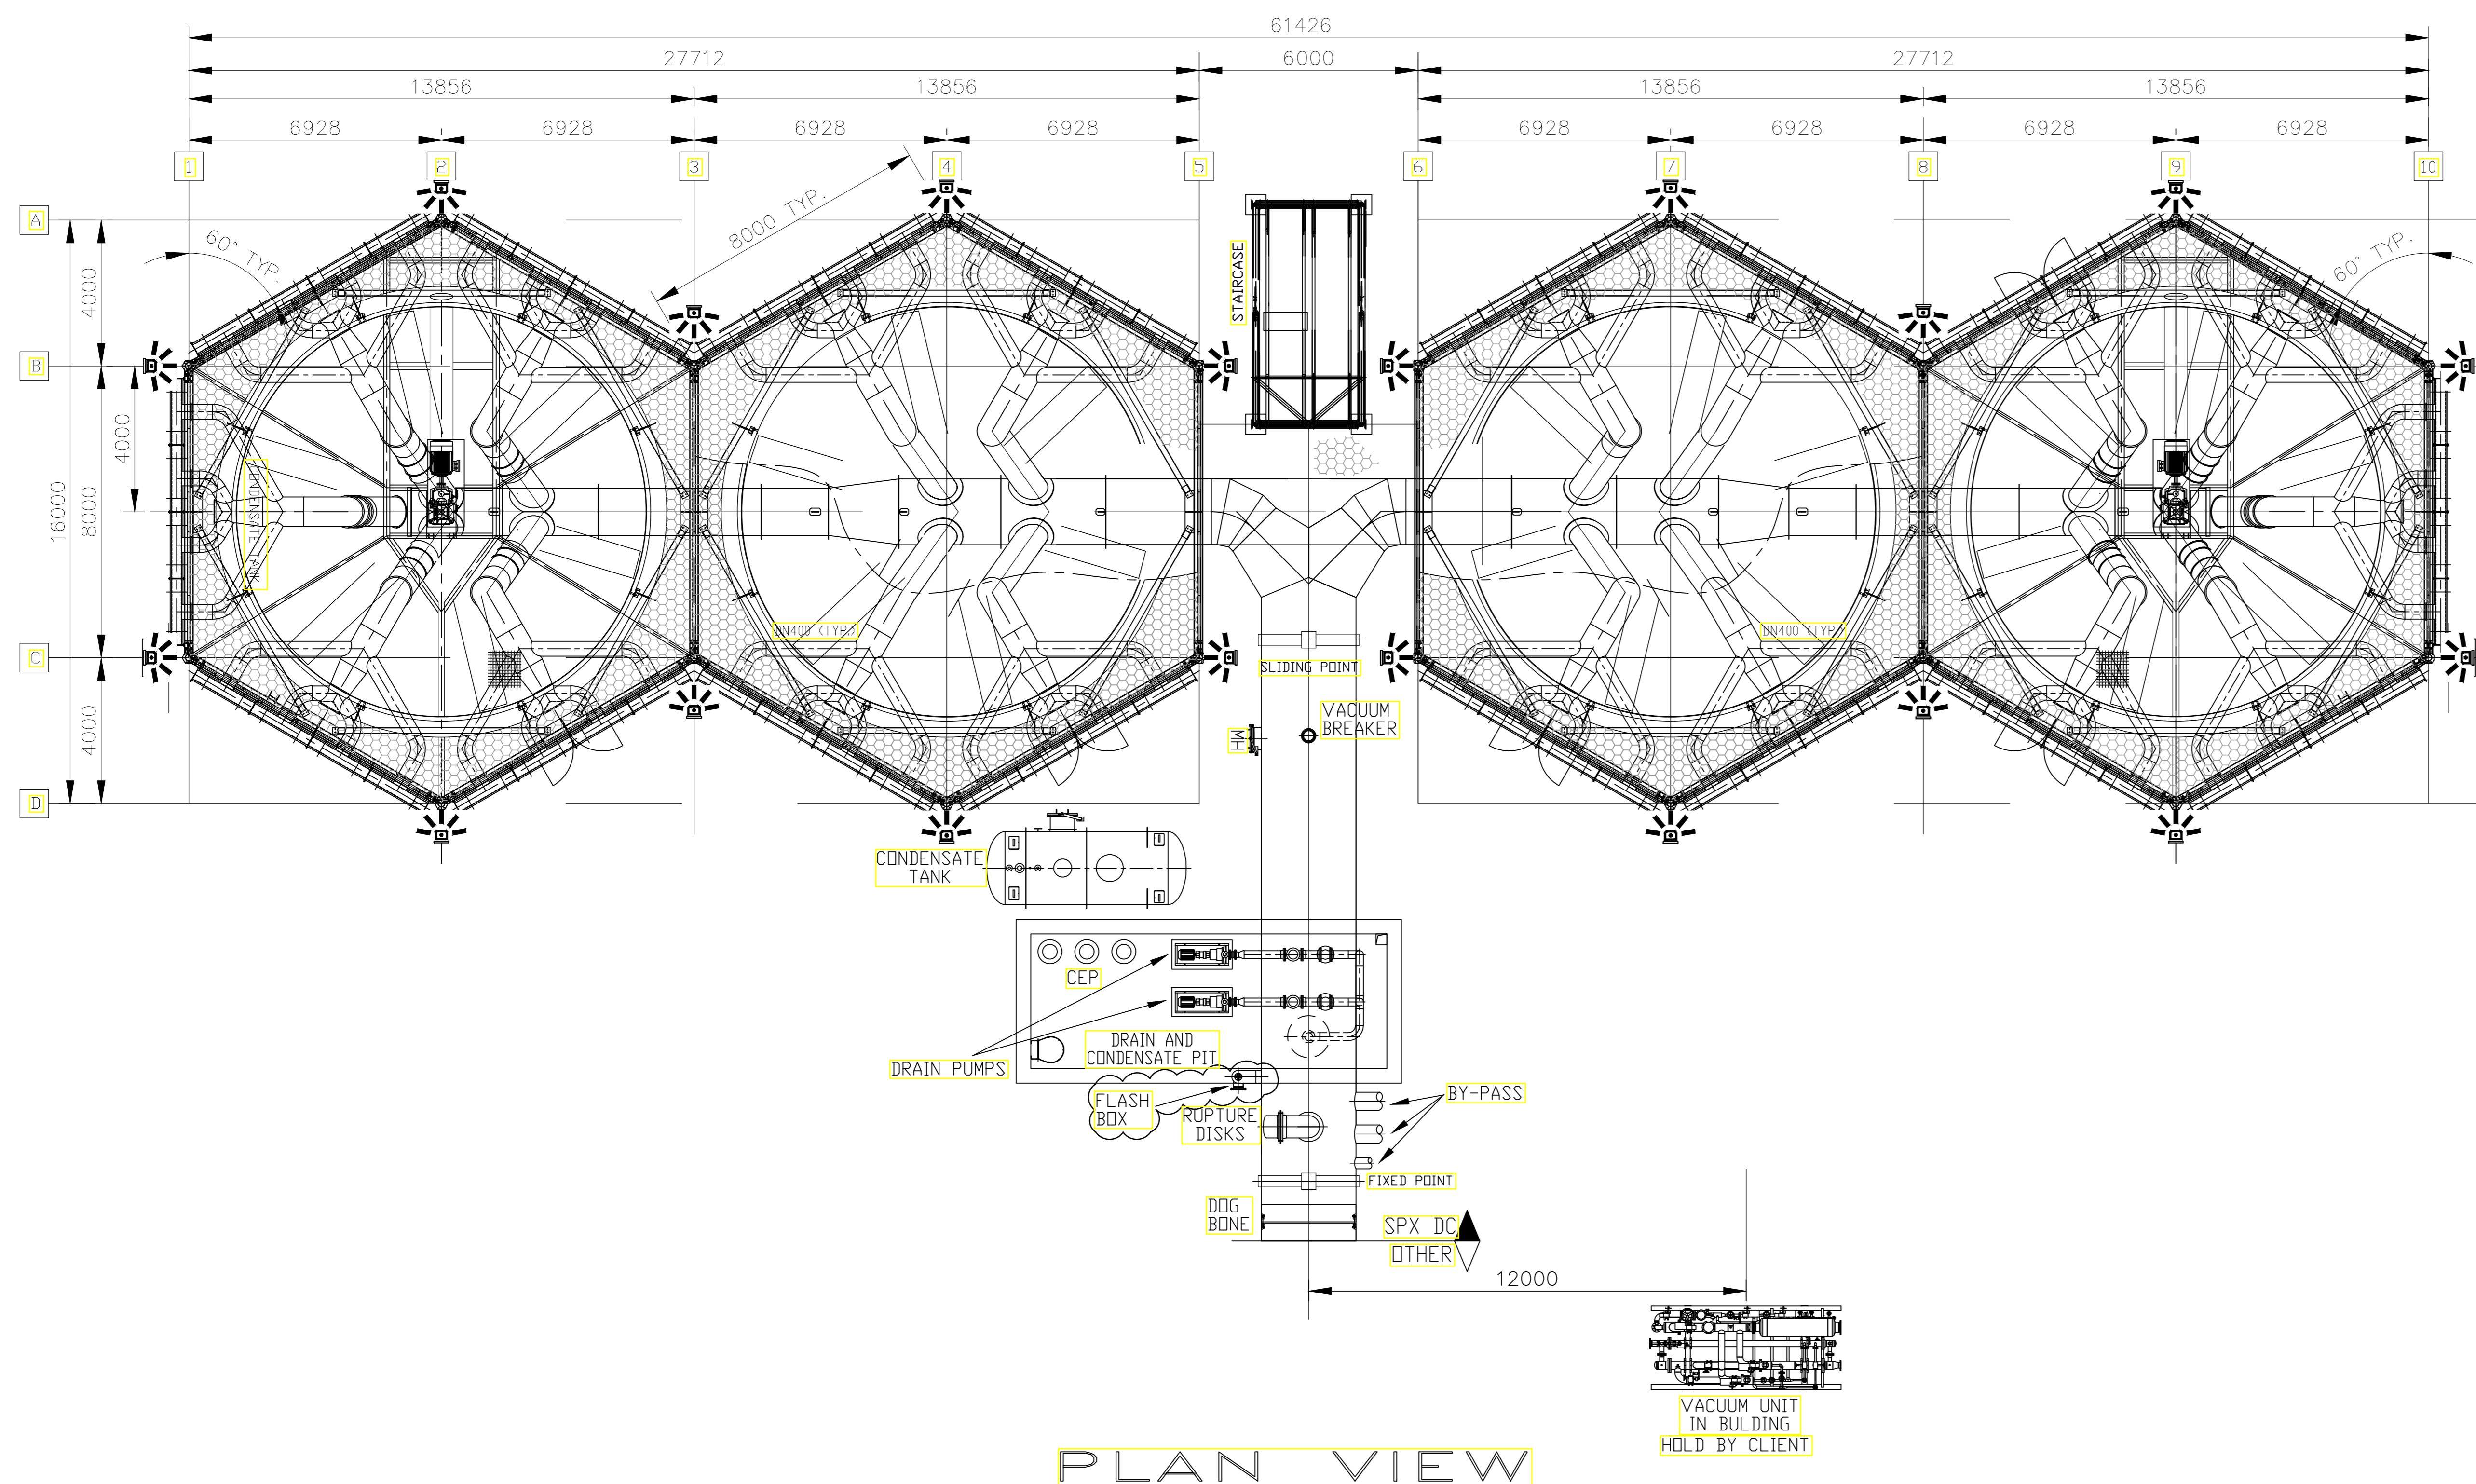 61426
27712
6000
27712
13856
13856
13856
13856
6928
6928
6928
6928
6928
6928
6928
6928
1
2
3
4
5
6
7
8
9
10
A
B
C
D
60° TYP.
8000 TYP.
60° TYP.
4000
4000
16000
8000
4000
STAIRCASE
CONDENSATE TANK
DN400 (TYP.)
DN400 (TYP.)
SLIDING POINT
MH
VACUUM
BREAKER
CONDENSATE
TANK
CEP
DRAIN AND
CONDENSATE PIT
DRAIN PUMPS
FLASH
BOX
RUPTURE
DISKS
BY-PASS
FIXED POINT
DOG
BONE
SPX DC
OTHER
12000
VACUUM UNIT
IN BULDING
HOLD BY CLIENT
PLAN VIEW